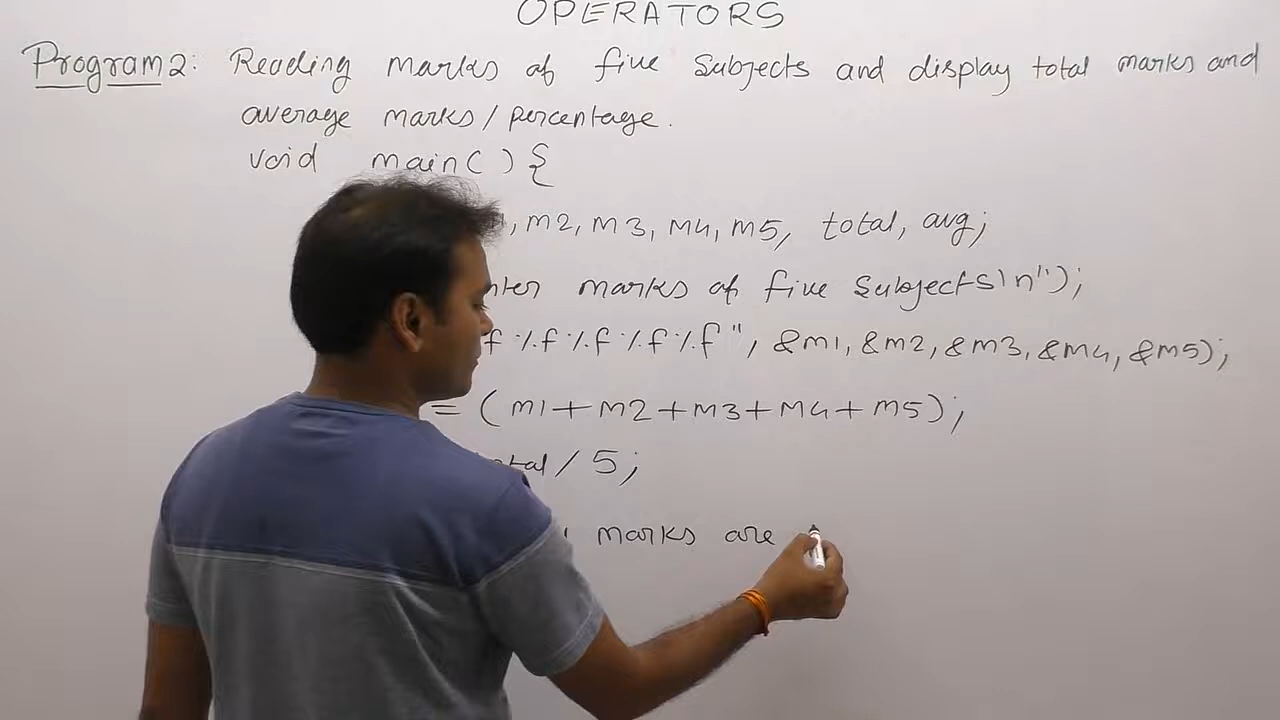 OPERATORS
Program2: Reading marks of five Subjects and display total marks and
average marks/percentage.
void main( ) {
, m2, m3, m4, m5, total, avg;
marks of five Subjects\n");
f %f %f %f %f", &m1, &m2, &m3, &m4, &m5);
= (m1+m2+m3+m4+m5);
/ 5;
marks are